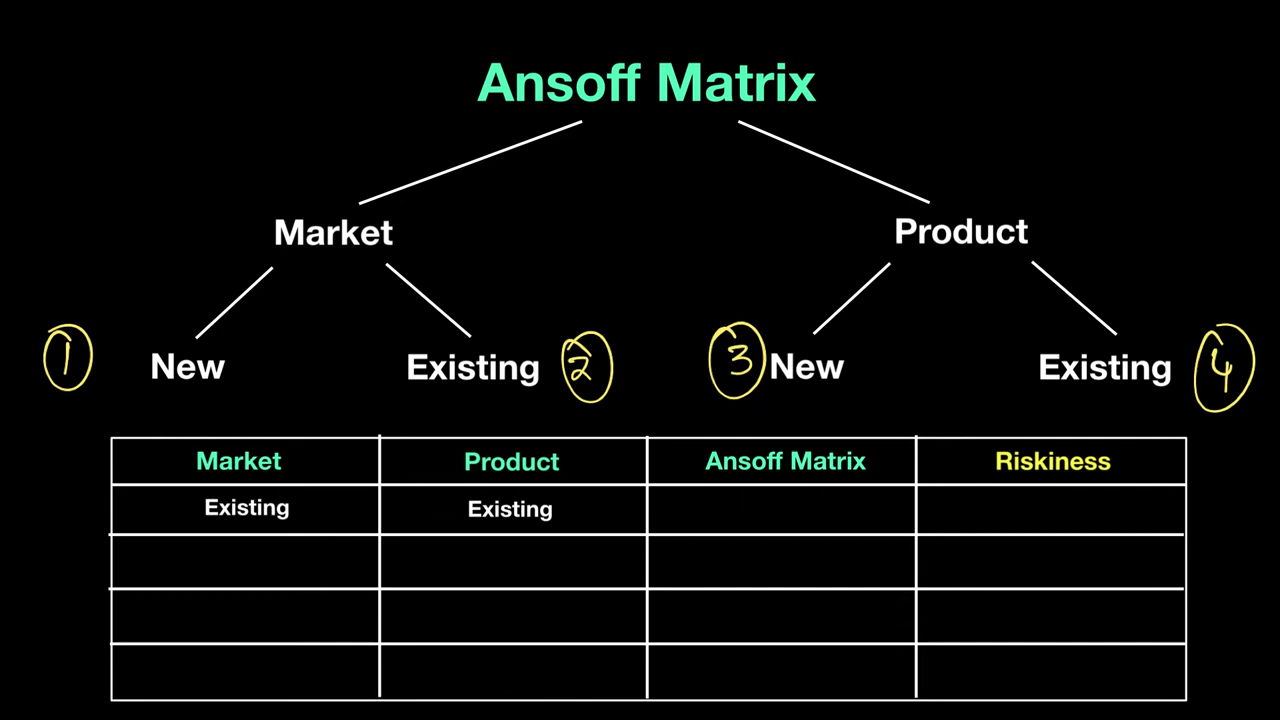 Ansoff Matrix
Market Product
1 New Existing 2 3 New Existing 4
Market Product Ansoff Matrix Riskiness
Existing Existing